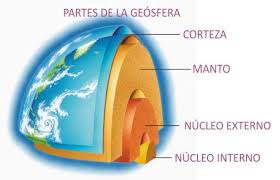 PARTES DE LA GEÓSFERA
CORTEZA
MANTO
NÚCLEO EXTERNO
NÚCLEO INTERNO